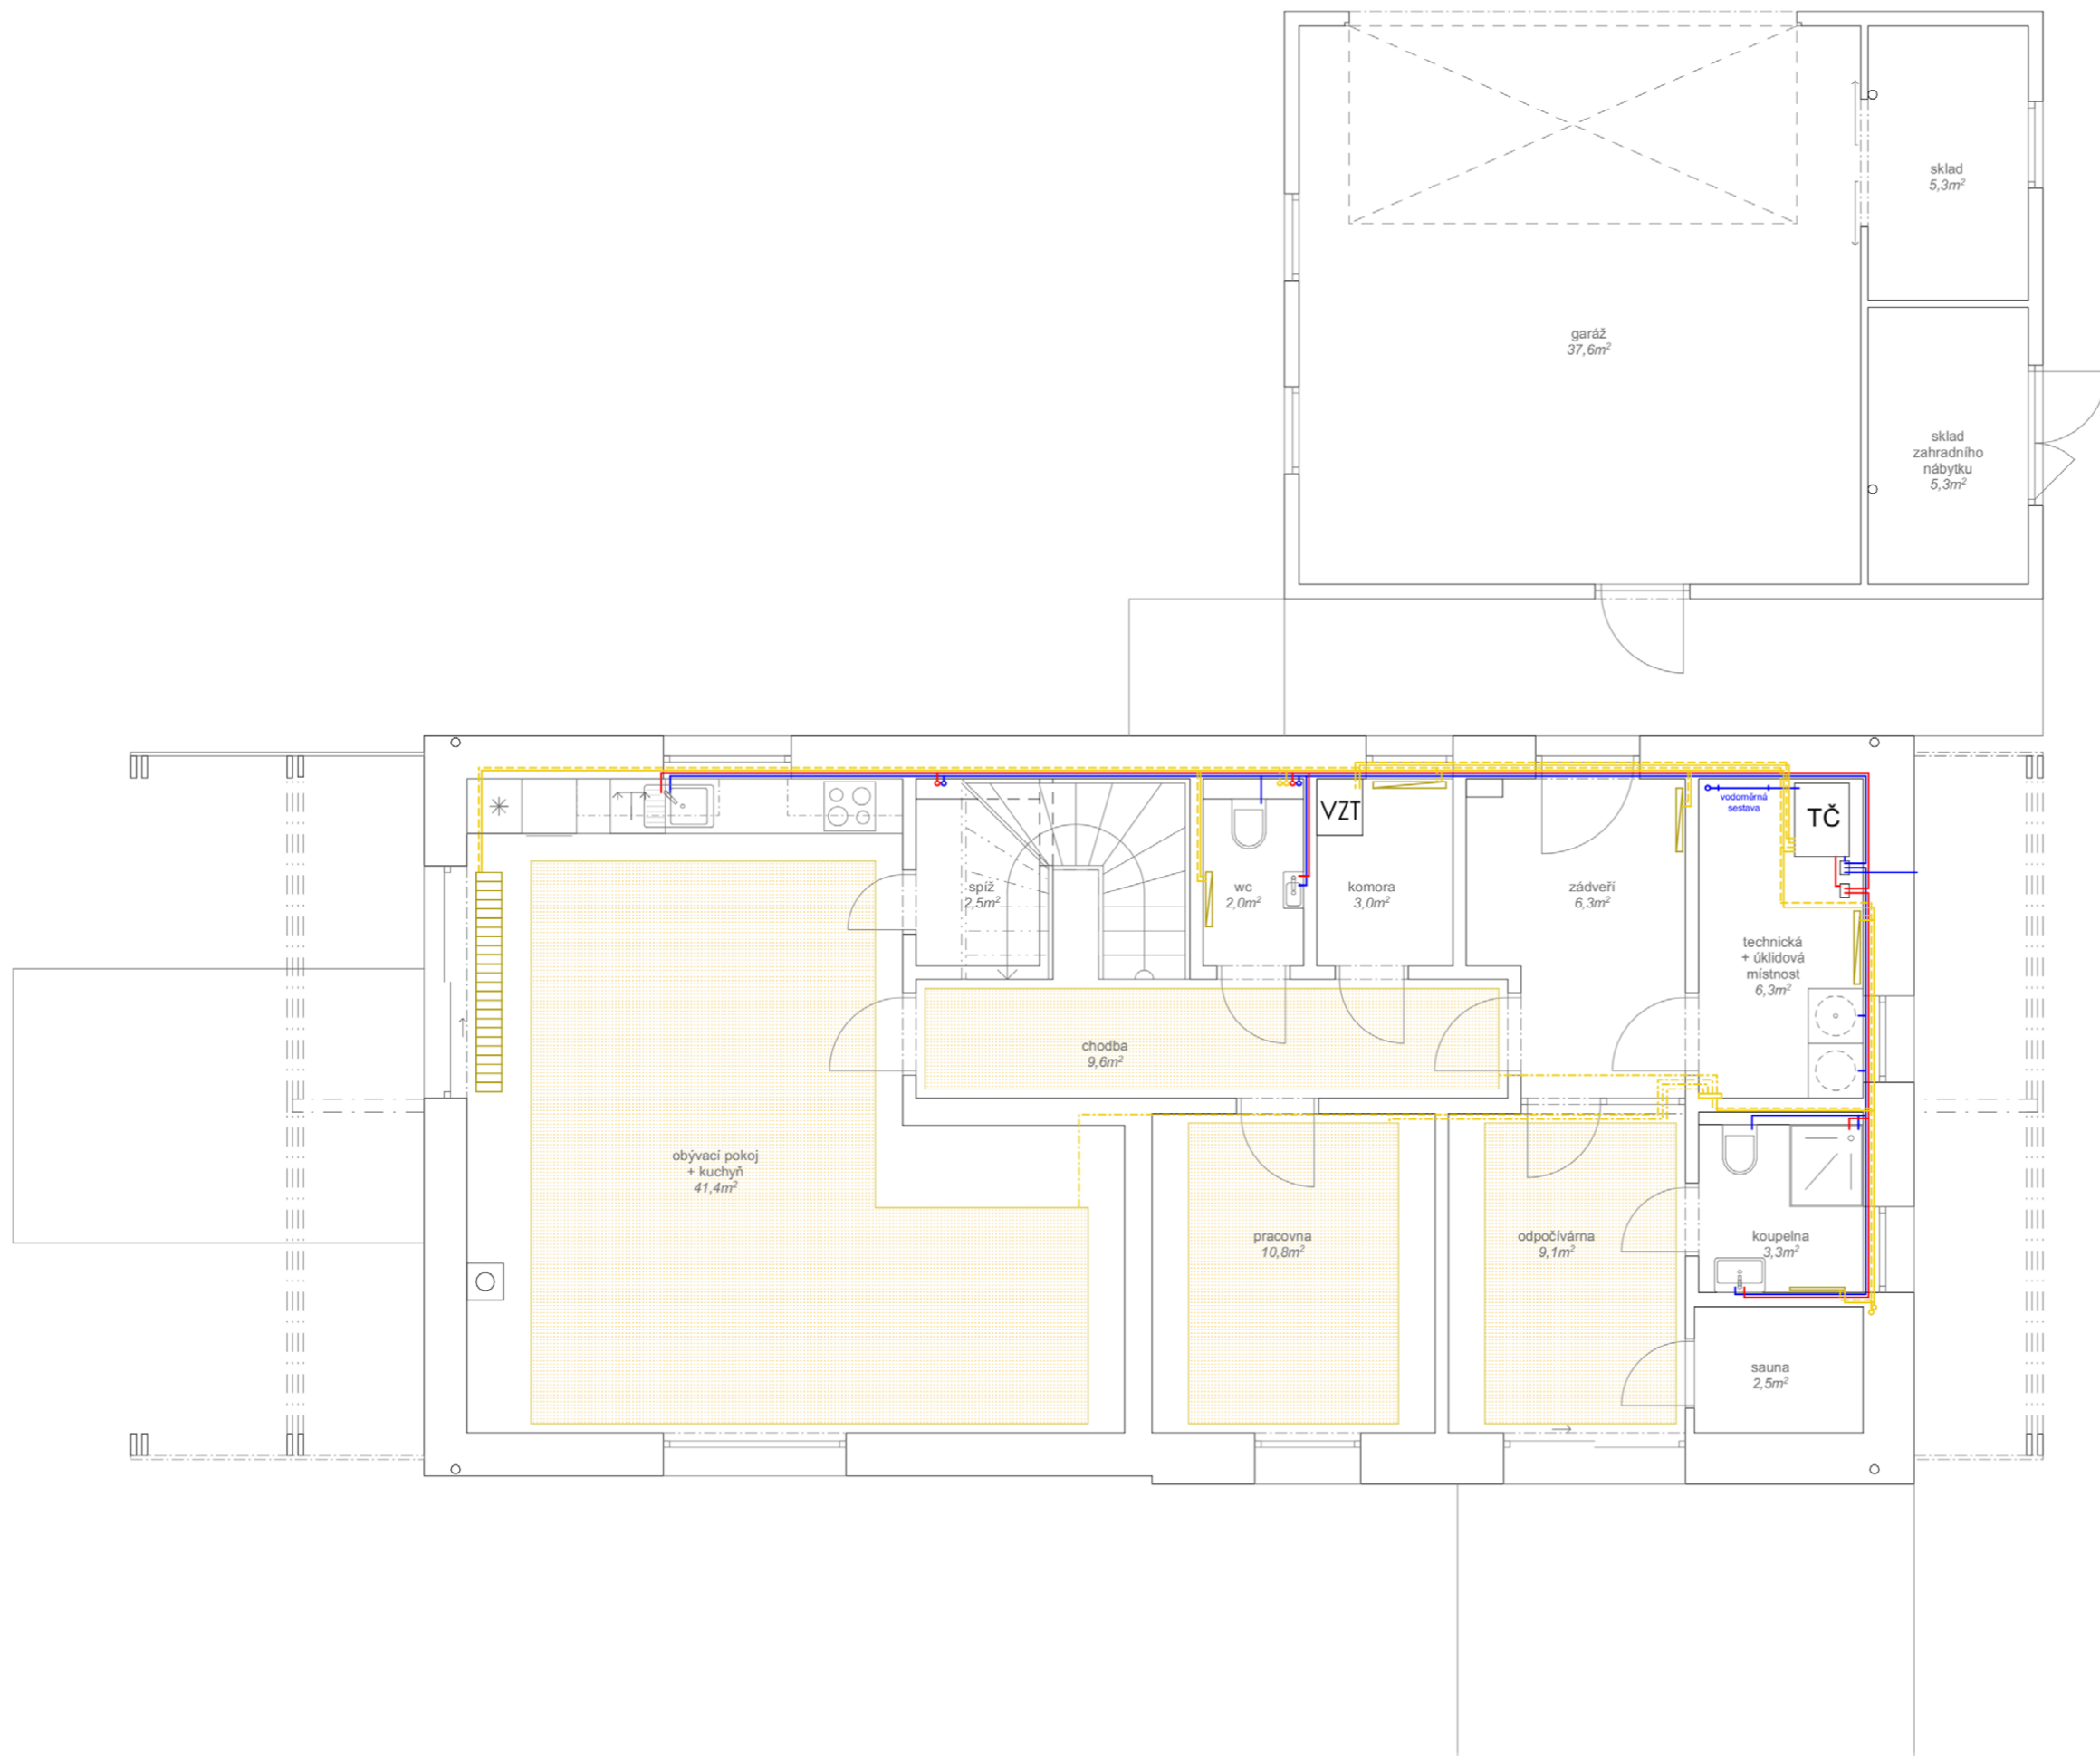 sklad
5,3m²
garáž
37,6m²
sklad
zahradního
nábytku
5,3m²
vodoměrná
sestava
VZT
TČ
spíž
2,5m²
wc
2,0m²
komora
3,0m²
zádveří
6,3m²
technická
+ úklidová
místnost
6,3m²
chodba
9,6m²
obývací pokoj
+ kuchyň
41,4m²
pracovna
10,8m²
odpočívárna
9,1m²
koupelna
3,3m²
sauna
2,5m²